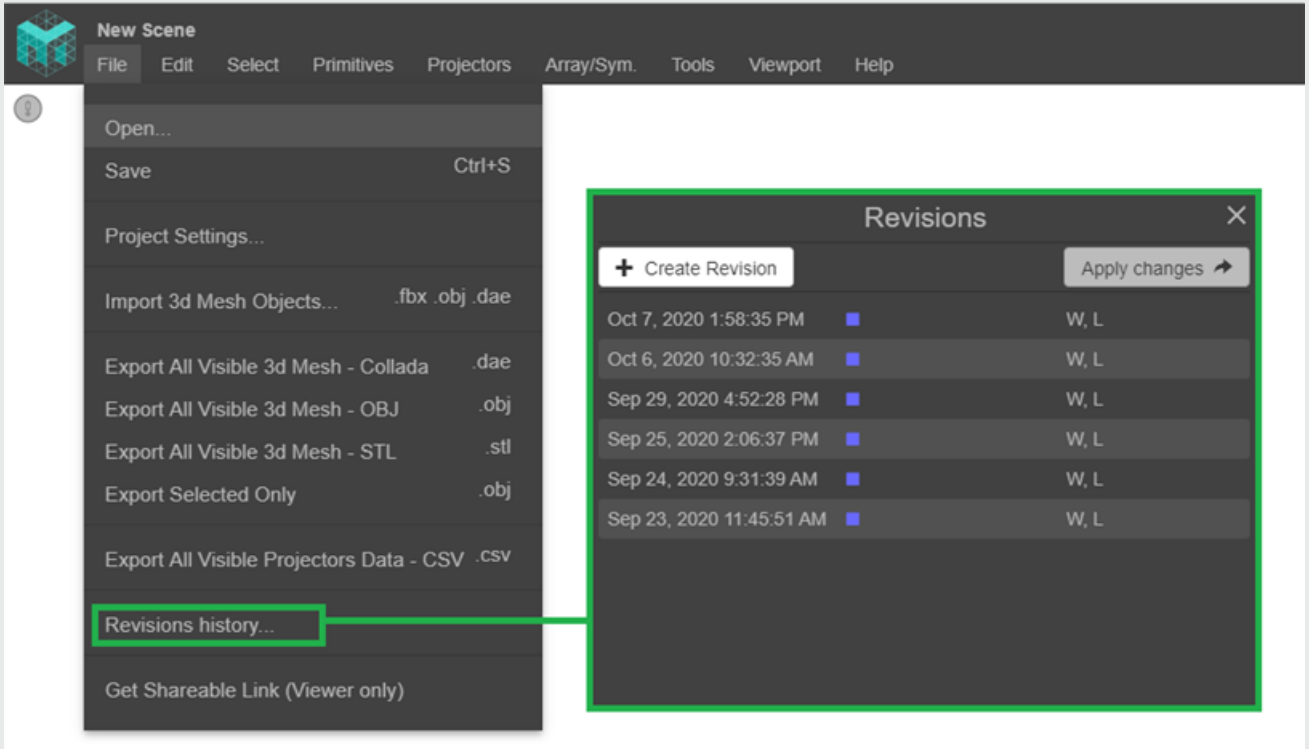 New Scene
File Edit Select Primitives Projectors Array/Sym. Tools Viewport Help
Open...
Save Ctrl+S
Project Settings...
Import 3d Mesh Objects... .fbx .obj .dae
Export All Visible 3d Mesh - Collada .dae
Export All Visible 3d Mesh - OBJ .obj
Export All Visible 3d Mesh - STL .stl
Export Selected Only .obj
Export All Visible Projectors Data - CSV .csv
Revisions history...
Get Shareable Link (Viewer only)
Revisions
Create Revision Apply changes
Oct 7, 2020 1:58:35 PM W, L
Oct 6, 2020 10:32:35 AM W, L
Sep 29, 2020 4:52:28 PM W, L
Sep 25, 2020 2:06:37 PM W, L
Sep 24, 2020 9:31:39 AM W, L
Sep 23, 2020 11:45:51 AM W, L